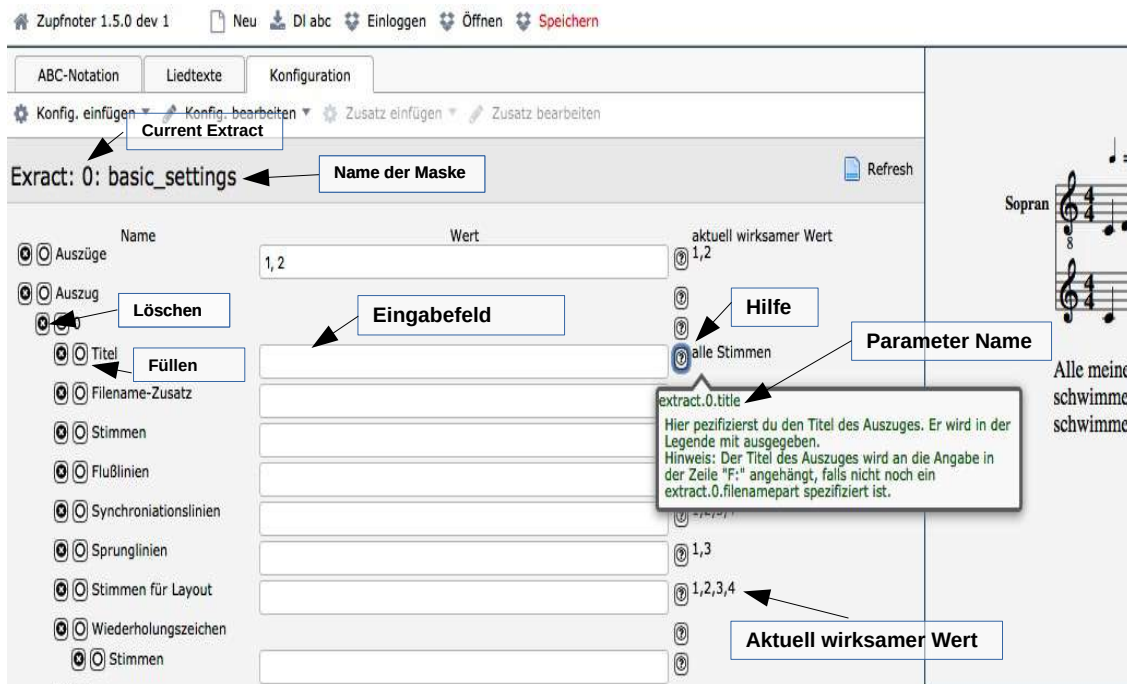 Zupfnoter 1.5.0 dev 1 Neu Dl abc Einloggen Öffnen Speichern
ABC-Notation Liedtexte Konfiguration
Konfig. einfügen Konfig. bearbeiten Zusatz einfügen Zusatz bearbeiten
Current Extract
Exract: 0: basic_settings
Name der Maske
Refresh
Sopran
4
4
8
4
4
Name Wert aktuell wirksamer Wert
Auszüge 1, 2 1,2
Auszug
Löschen
Eingabefeld
Hilfe
0
Titel alle Stimmen
Füllen
Parameter Name
Alle meine
schwimme
schwimme
Filename-Zusatz
extract.0.title
Hier pezifizierst du den Titel des Auszuges. Er wird in der
Legende mit ausgegeben.
Hinweis: Der Titel des Auszuges wird an die Angabe in
der Zeile "F:" angehängt, falls nicht noch ein
extract.0.filenamepart spezifiziert ist.
Stimmen
Flußlinien
Synchroniationslinien
Sprunglinien 1,3
Stimmen für Layout 1,2,3,4
Wiederholungszeichen
Aktuell wirksamer Wert
Stimmen